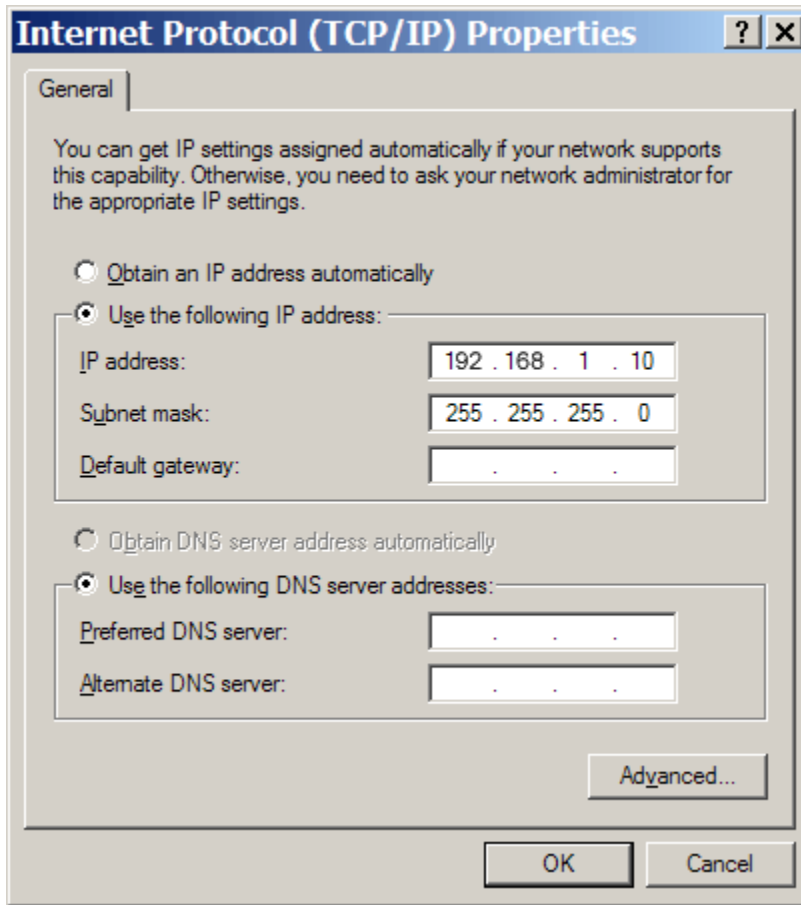 Internet Protocol (TCP/IP) Properties
General
You can get IP settings assigned automatically if your network supports
this capability. Otherwise, you need to ask your network administrator for
the appropriate IP settings.
Obtain an IP address automatically
Use the following IP address:
IP address: 192 . 168 . 1 . 10
Subnet mask: 255 . 255 . 255 . 0
Default gateway: . . .
Obtain DNS server address automatically
Use the following DNS server addresses:
Preferred DNS server: . . .
Alternate DNS server: . . .
Advanced...
OK Cancel